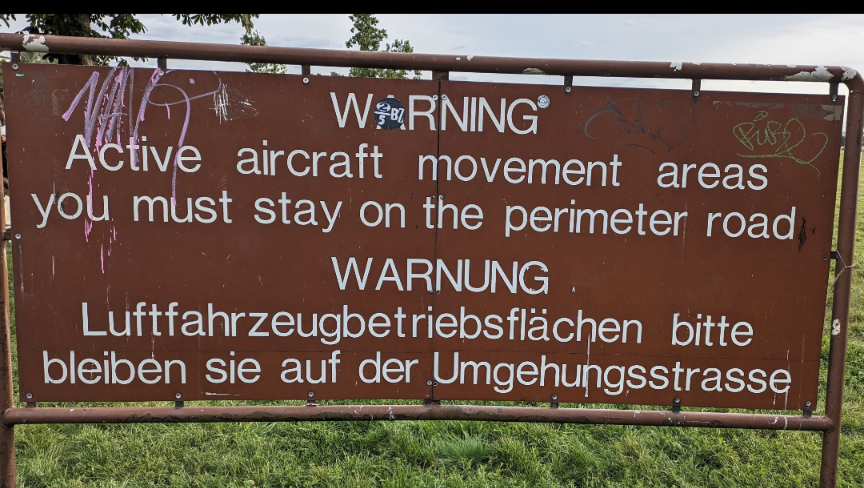 WARNING
Active aircraft movement areas
you must stay on the perimeter road
WARNUNG
Luftfahrzeugbetriebsflächen bitte
bleiben sie auf der Umgehungsstrasse